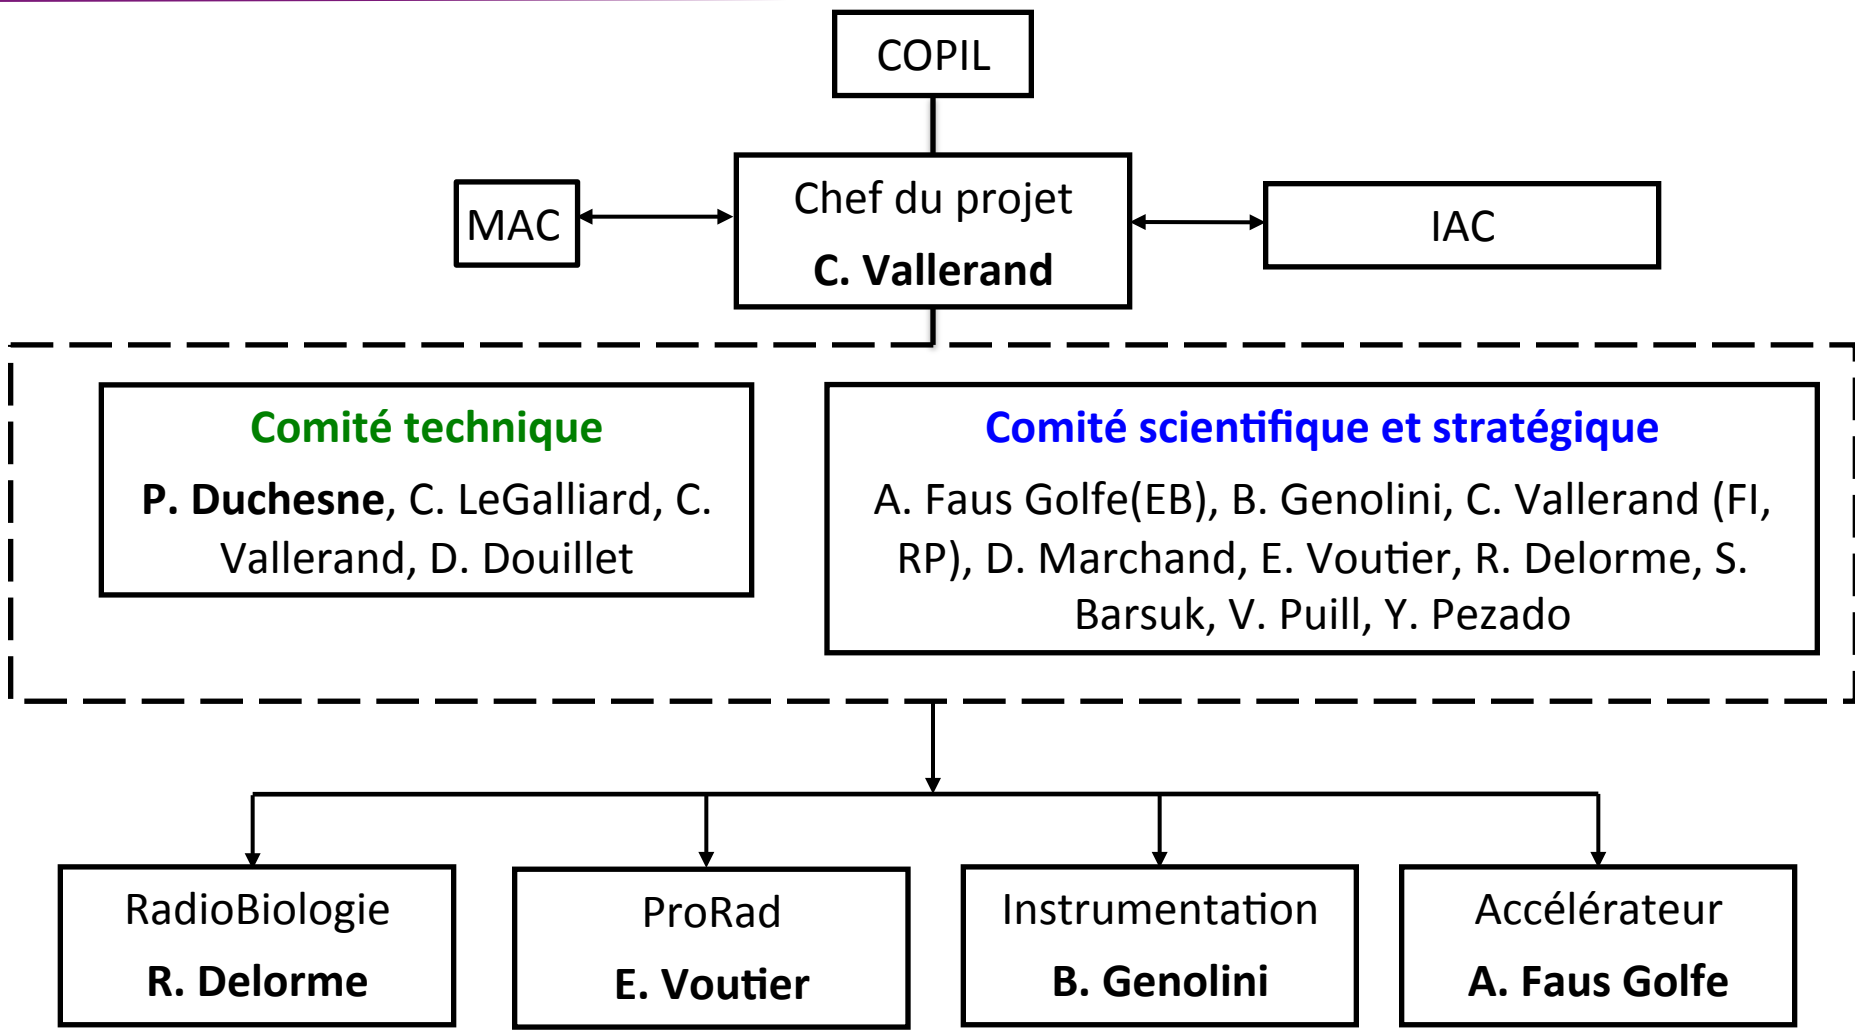 COPIL
MAC
Chef du projet
C. Vallerand
IAC
Comité technique
P. Duchesne, C. LeGalliard, C.
Vallerand, D. Douillet
Comité scientifique et stratégique
A. Faus Golfe(EB), B. Genolini, C. Vallerand (FI,
RP), D. Marchand, E. Voutier, R. Delorme, S.
Barsuk, V. Puill, Y. Pezado
RadioBiologie
R. Delorme
ProRad
E. Voutier
Instrumentation
B. Genolini
Accélérateur
A. Faus Golfe